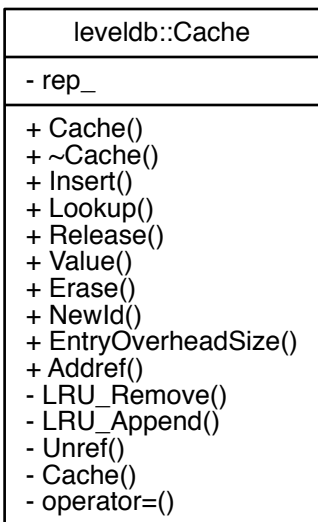 leveldb::Cache
- rep_
+ Cache()
+ ~Cache()
+ Insert()
+ Lookup()
+ Release()
+ Value()
+ Erase()
+ NewId()
+ EntryOverheadSize()
+ Addref()
- LRU_Remove()
- LRU_Append()
- Unref()
- Cache()
- operator=()